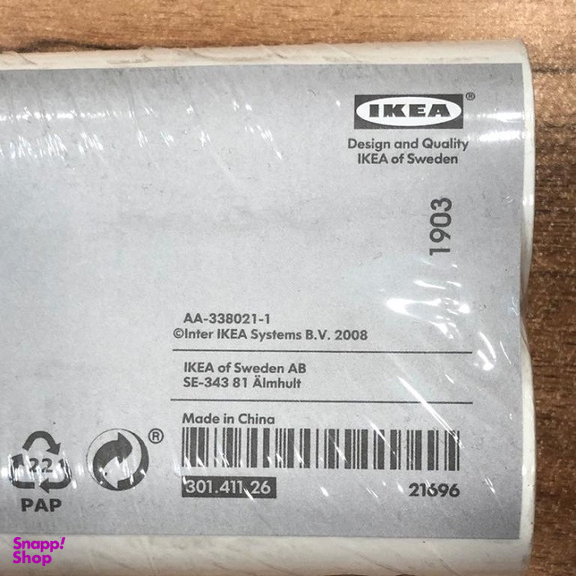 IKEA®
Design and Quality
IKEA of Sweden
1903
AA-338021-1
©Inter IKEA Systems B.V. 2008
IKEA of Sweden AB
SE-343 81 Älmhult
Made in China
301.411.26
21696
22
PAP
®
Snapp!
Shop